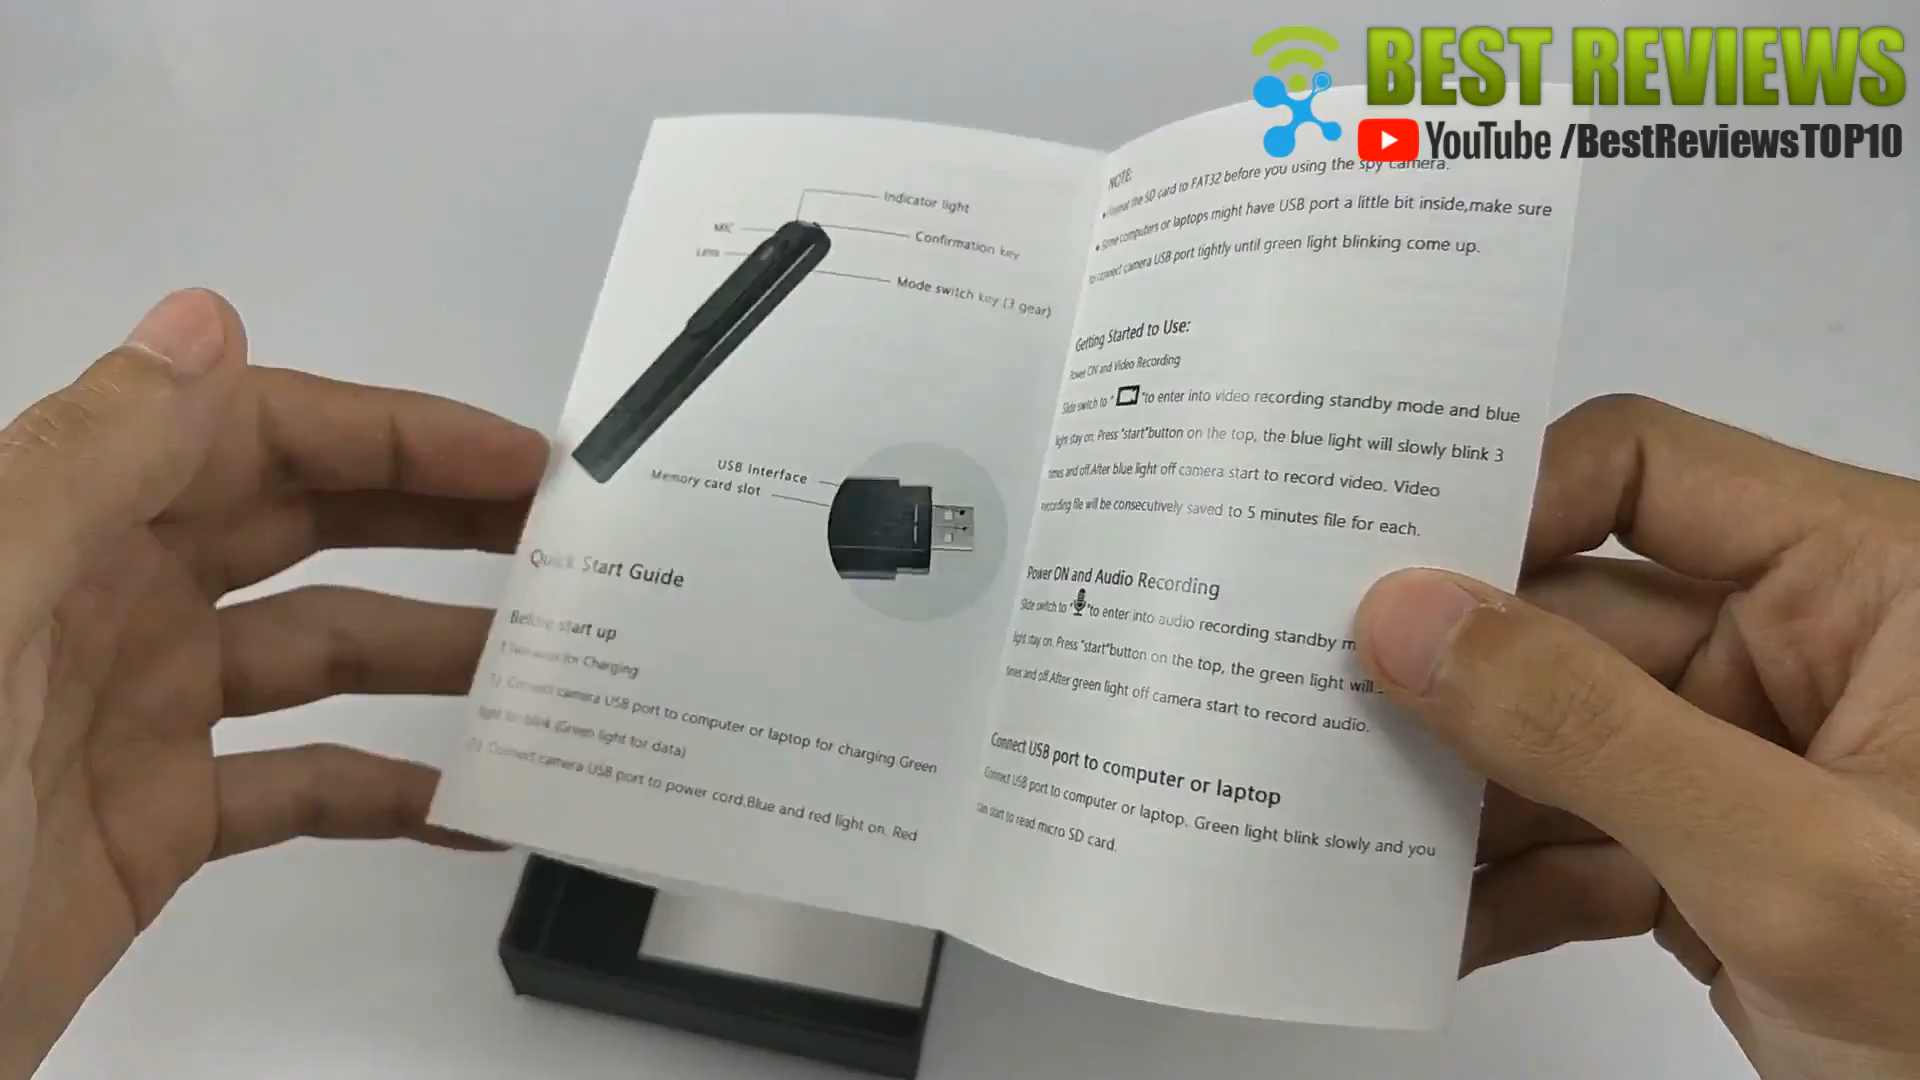 BEST REVIEWS
YouTube /BestReviewsTOP10
Indicator light
MIC
Confirmation key
Lens
Mode switch key (3 gear)
USB Interface
Memory card slot
Quick Start Guide
Before start up
for Charging
1) Connect camera USB port to computer or laptop for charging.Green
light for blink (Green light for data)
2) Connect camera USB port to power cord.Blue and red light on, Red
NOTE:
the SD card to FAT32 before you using the spy camera.
Some computers or laptops might have USB port a little bit inside,make sure
connect camera USB port tightly until green light blinking come up.
Getting Started to Use:
Power ON and Video Recording
Slide switch to " "to enter into video recording standby mode and blue
light stay on. Press "start"button on the top, the blue light will slowly blink 3
times and off.After blue light off camera start to record video. Video
recording file will be consecutively saved to 5 minutes file for each.
Power ON and Audio Recording
Slide switch to " "to enter into audio recording standby m
light stay on. Press "start"button on the top, the green light will
times and off.After green light off camera start to record audio.
Connect USB port to computer or laptop
Connect USB port to computer or laptop. Green light blink slowly and you
can start to read micro SD card.